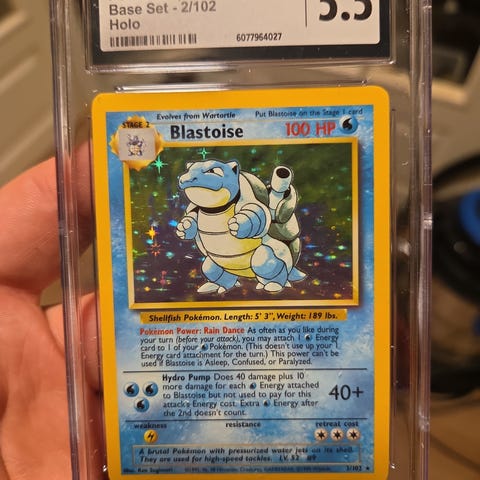 Base Set - 2/102
5.5
Holo
6077964027
Evolves from Wartortle
Put Blastoise on the Stage 1 card
STAGE 2
Blastoise
100 HP
Shellfish Pokémon. Length: 5' 3", Weight: 189 lbs.
Pokémon Power: Rain Dance As often as you like during
your turn (before your attack), you may attach 1 Energy
card to 1 of your Pokémon. (This doesn't use up your 1
Energy card attachment for the turn.) This power can't be
used if Blastoise is Asleep, Confused, or Paralyzed.
Hydro Pump Does 40 damage plus 10
more damage for each Energy attached
to Blastoise but not used to pay for this
attack's Energy cost. Extra Energy after
the 2nd doesn't count.
40+
weakness
resistance
retreat cost
A brutal Pokémon with pressurized water jets on its shell.
They are used for high-speed tackles. LV. 52 #9
Illus. Ken Sugimori
2/102